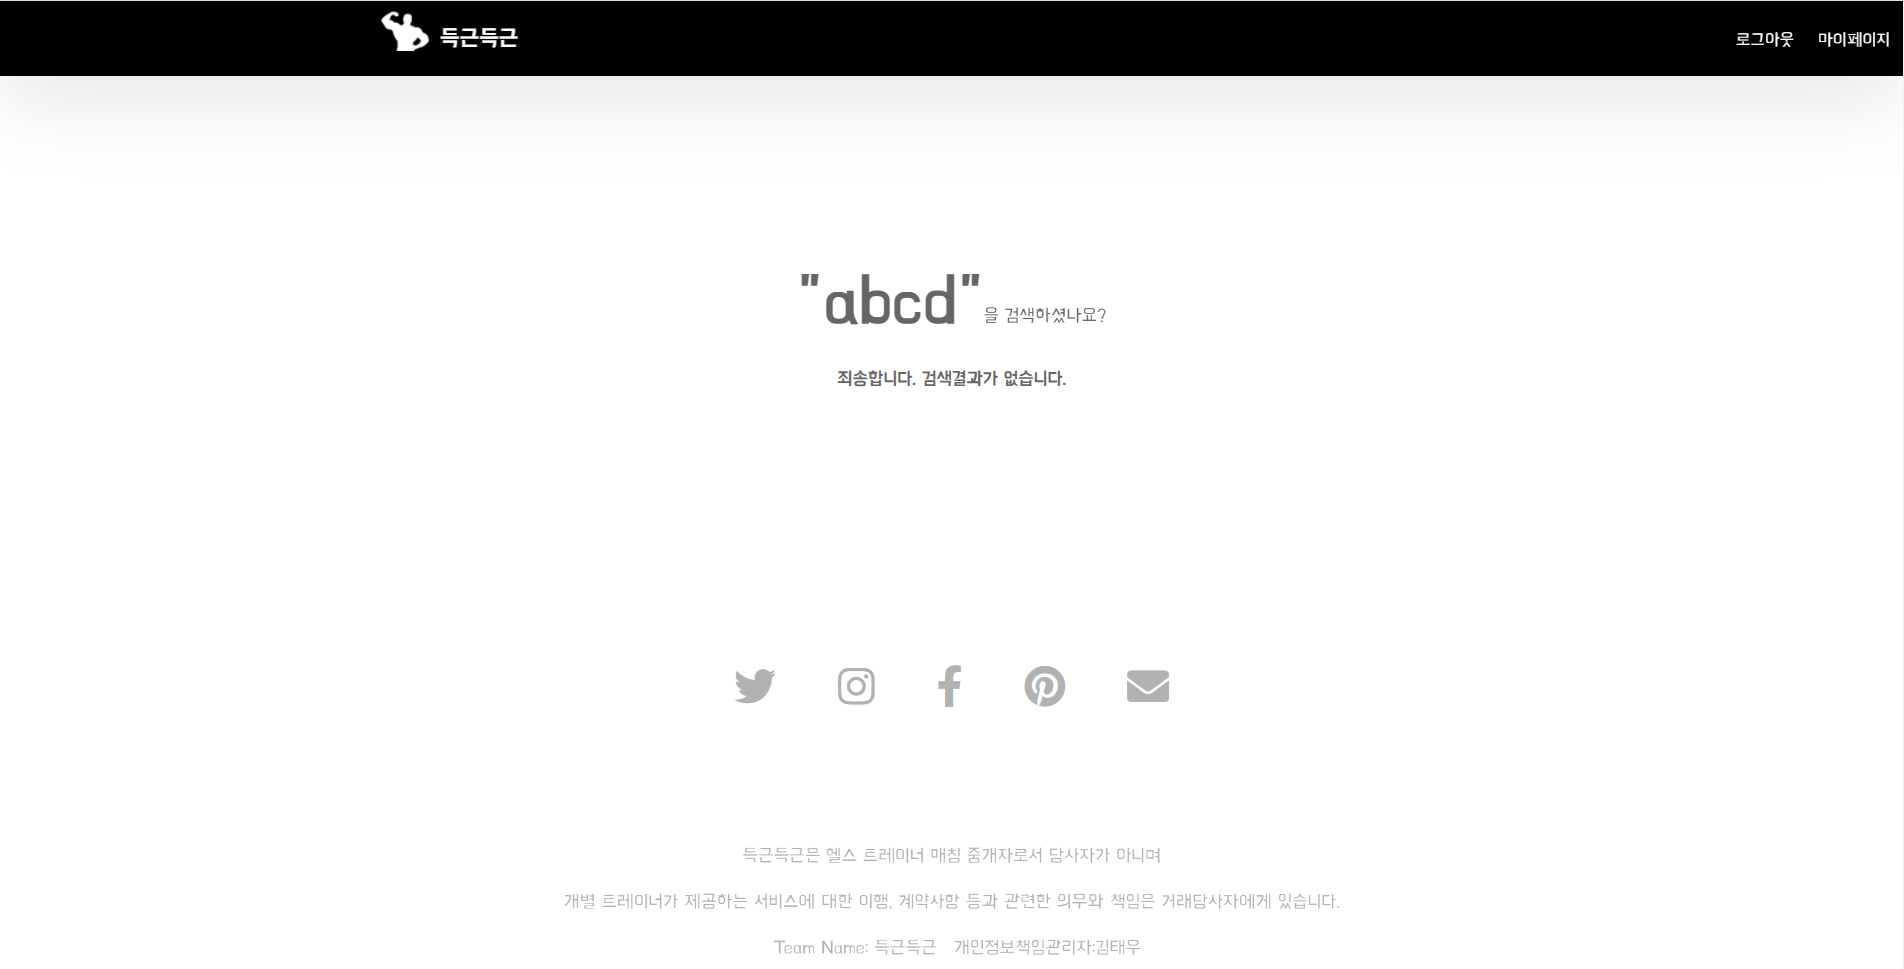 득근득근
로그아웃 마이페이지
"abcd"을 검색하셨나요?
죄송합니다. 검색결과가 없습니다.
득근득근은 헬스 트레이너 매칭 중개자로서 담사자가 아니며
개별 트레이너가 제공하는 서비스에 대한 이행, 계약사항 등과 관련한 의무와 책임은 거래담사자에게 있습니다.
Team Name: 득근득근 개인정보책임관리자:김태우